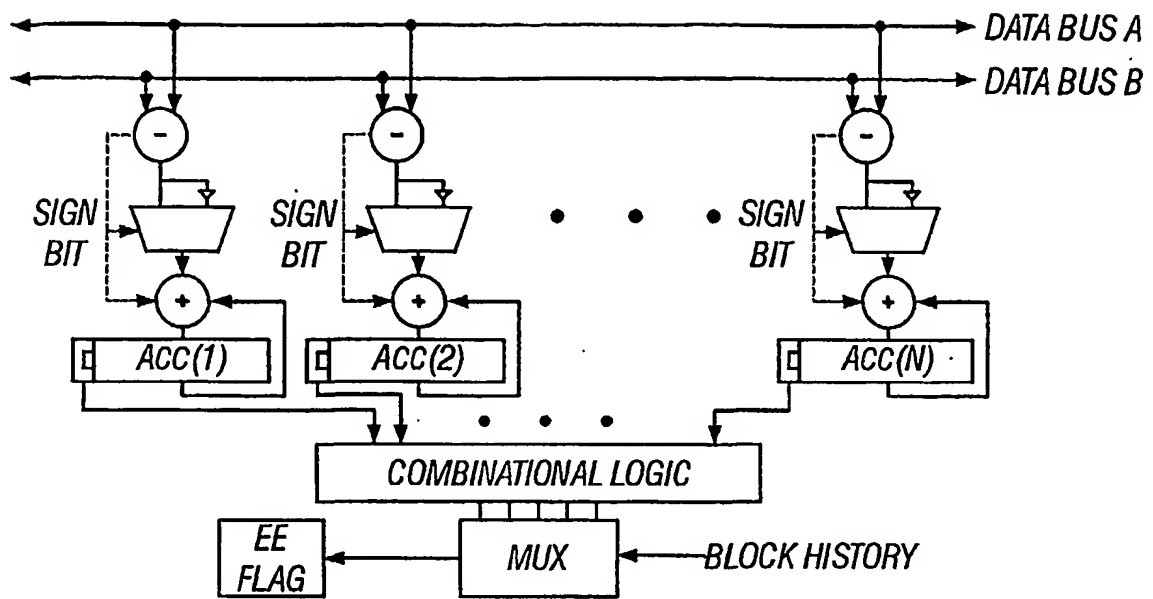 DATA BUS A
DATA BUS B
-
-
-
SIGN
BIT
SIGN
BIT
SIGN
BIT
+
+
+
ACC(1)
ACC(2)
ACC(N)
COMBINATIONAL LOGIC
EE
FLAG
MUX
BLOCK HISTORY